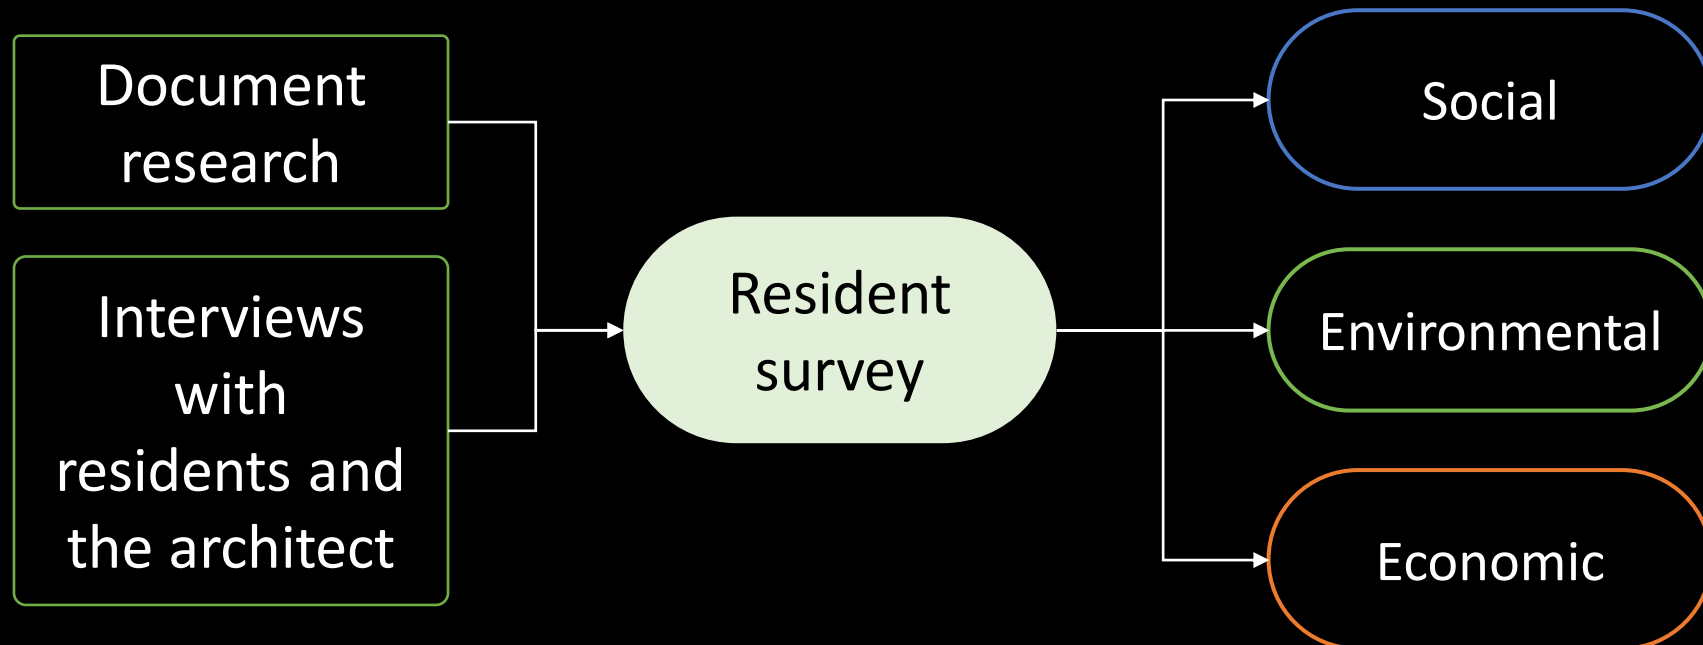 Document
research
Interviews
with
residents and
the architect
Resident
survey
Social
Environmental
Economic